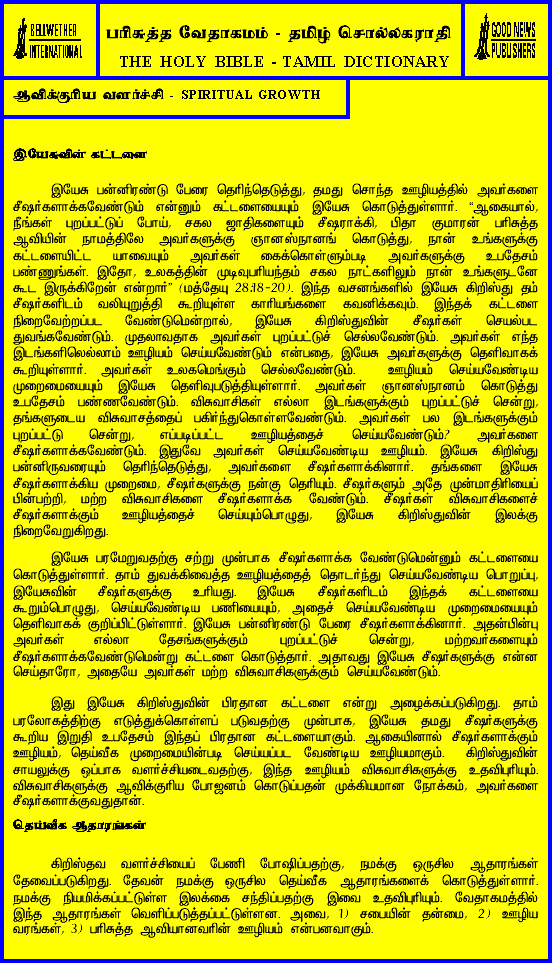 BELLWETHER
INTERNATIONAL
பரிசுத்த வேதாகமம் - தமிழ் சொல்லகராதி
THE HOLY BIBLE - TAMIL DICTIONARY
GOOD NEWS
PUBLISHERS
ஆவிக்குரிய வளர்ச்சி - SPIRITUAL GROWTH
இயேசுவின் கட்டளை
இயேசு பன்னிரண்டு பேரை தெரிந்தெடுத்து, தமது சொந்த ஊழியத்தில் அவர்களை
சீஷர்களாக்கவேண்டும் என்னும் கட்டளையையும் இயேசு கொடுத்துள்ளார். “ஆகையால்,
நீங்கள் புறப்பட்டுப் போய், சகல ஜாதிகளையும் சீஷராக்கி, பிதா குமாரன் பரிசுத்த
ஆவியின் நாமத்திலே அவர்களுக்கு ஞானஸ்நானங் கொடுத்து, நான் உங்களுக்கு
கட்டளையிட்ட யாவையும் அவர்கள் கைக்கொள்ளும்படி அவர்களுக்கு உபதேசம்
பண்ணுங்கள். இதோ, உலகத்தின் முடிவுபரியந்தம் சகல நாட்களிலும் நான் உங்களுடனே
கூட இருக்கிறேன் என்றார்” (மத்தேயு 28:18-20). இந்த வசனங்களில் இயேசு கிறிஸ்து தம்
சீஷர்களிடம் வலியுறுத்தி கூறியுள்ள காரியங்களை கவனிக்கவும். இந்தக் கட்டளை
நிறைவேற்றப்பட வேண்டுமென்றால், இயேசு கிறிஸ்துவின் சீஷர்கள் செயல்பட
துவங்கவேண்டும். முதலாவதாக அவர்கள் புறப்பட்டுச் செல்லவேண்டும். அவர்கள் எந்த
இடங்களிலெல்லாம் ஊழியம் செய்யவேண்டும் என்பதை, இயேசு அவர்களுக்கு தெளிவாகக்
கூறியுள்ளார். அவர்கள் உலகமெங்கும் செல்லவேண்டும். ஊழியம் செய்யவேண்டிய
முறைமையையும் இயேசு தெளிவுபடுத்தியுள்ளார். அவர்கள் ஞானஸ்நானம் கொடுத்து
உபதேசம் பண்ணவேண்டும். விசுவாசிகள் எல்லா இடங்களுக்கும் புறப்பட்டுச் சென்று,
தங்களுடைய விசுவாசத்தைப் பகிர்ந்துகொள்ளவேண்டும். அவர்கள் பல இடங்களுக்கும்
புறப்பட்டு சென்று, எப்படிப்பட்ட ஊழியத்தைச் செய்யவேண்டும்? அவர்களை
சீஷர்களாக்கவேண்டும். இதுவே அவர்கள் செய்யவேண்டிய ஊழியம். இயேசு கிறிஸ்து
பன்னிருவரையும் தெரிந்தெடுத்து, அவர்களை சீஷர்களாக்கினார். தங்களை இயேசு
சீஷர்களாக்கிய முறைமை, சீஷர்களுக்கு நன்கு தெரியும். சீஷர்களும் அதே முன்மாதிரியைப்
பின்பற்றி, மற்ற விசுவாசிகளை சீஷர்களாக்க வேண்டும். சீஷர்கள் விசுவாசிகளைச்
சீஷர்களாக்கும் ஊழியத்தைச் செய்யும்பொழுது, இயேசு கிறிஸ்துவின் இலக்கு
நிறைவேறுகிறது.
இயேசு பரமேறுவதற்கு சற்று முன்பாக சீஷர்களாக்க வேண்டுமென்னும் கட்டளையை
கொடுத்துள்ளார். தாம் துவக்கிவைத்த ஊழியத்தைத் தொடர்ந்து செய்யவேண்டிய பொறுப்பு,
இயேசுவின் சீஷர்களுக்கு உரியது. இயேசு சீஷர்களிடம் இந்தக் கட்டளையை
கூறும்பொழுது, செய்யவேண்டிய பணியையும், அதைச் செய்யவேண்டிய முறைமையையும்
தெளிவாகக் குறிப்பிட்டுள்ளார். இயேசு பன்னிரண்டு பேரை சீஷர்களாக்கினார். அதன்பின்பு
அவர்கள் எல்லா தேசங்களுக்கும் புறப்பட்டுச் சென்று, மற்றவர்களையும்
சீஷர்களாக்கவேண்டுமென்று கட்டளை கொடுத்தார். அதாவது இயேசு சீஷர்களுக்கு என்ன
செய்தாரோ, அதையே அவர்கள் மற்ற விசுவாசிகளுக்கும் செய்யவேண்டும்.
இது இயேசு கிறிஸ்துவின் பிரதான கட்டளை என்று அழைக்கப்படுகிறது. தாம்
பரலோகத்திற்கு எடுத்துக்கொள்ளப் படுவதற்கு முன்பாக, இயேசு தமது சீஷர்களுக்கு
கூறிய இறுதி உபதேசம் இந்தப் பிரதான கட்டளையாகும். ஆகையினால் சீஷர்களாக்கும்
ஊழியம், தெய்வீக முறைமையின்படி செய்யப்பட வேண்டிய ஊழியமாகும். கிறிஸ்துவின்
சாயலுக்கு ஒப்பாக வளர்ச்சியடைவதற்கு, இந்த ஊழியம் விசுவாசிகளுக்கு உதவிபுரியும்.
விசுவாசிகளுக்கு ஆவிக்குரிய போஜனம் கொடுப்பதன் முக்கியமான நோக்கம், அவர்களை
சீஷர்களாக்குவதுதான்.
தெய்வீக ஆதாரங்கள்
கிறிஸ்தவ வளர்ச்சியைப் பேணி போஷிப்பதற்கு, நமக்கு ஒருசில ஆதாரங்கள்
தேவைப்படுகிறது. தேவன் நமக்கு ஒருசில தெய்வீக ஆதாரங்களைக் கொடுத்துள்ளார்.
நமக்கு நியமிக்கப்பட்டுள்ள இலக்கை சந்திப்பதற்கு இவை உதவிபுரியும். வேதாகமத்தில்
இந்த ஆதாரங்கள் வெளிப்படுத்தப்பட்டுள்ளன. அவை, 1) சபையின் தன்மை, 2) ஊழிய
வரங்கள், 3) பரிசுத்த ஆவியானவரின் ஊழியம் என்பனவாகும்.